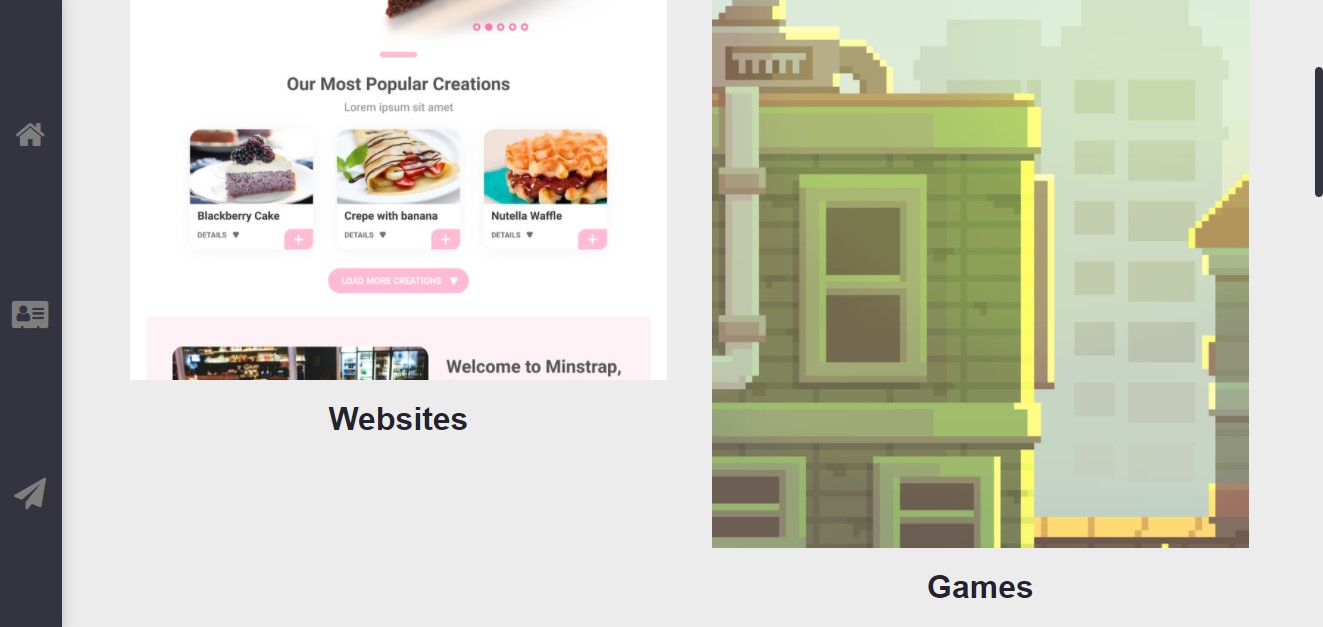 Our Most Popular Creations
Lorem ipsum sit amet
Blackberry Cake
DETAILS
Crepe with banana
DETAILS
Nutella Waffle
DETAILS
LOAD MORE CREATIONS
Welcome to Minstrap,
Websites
Games